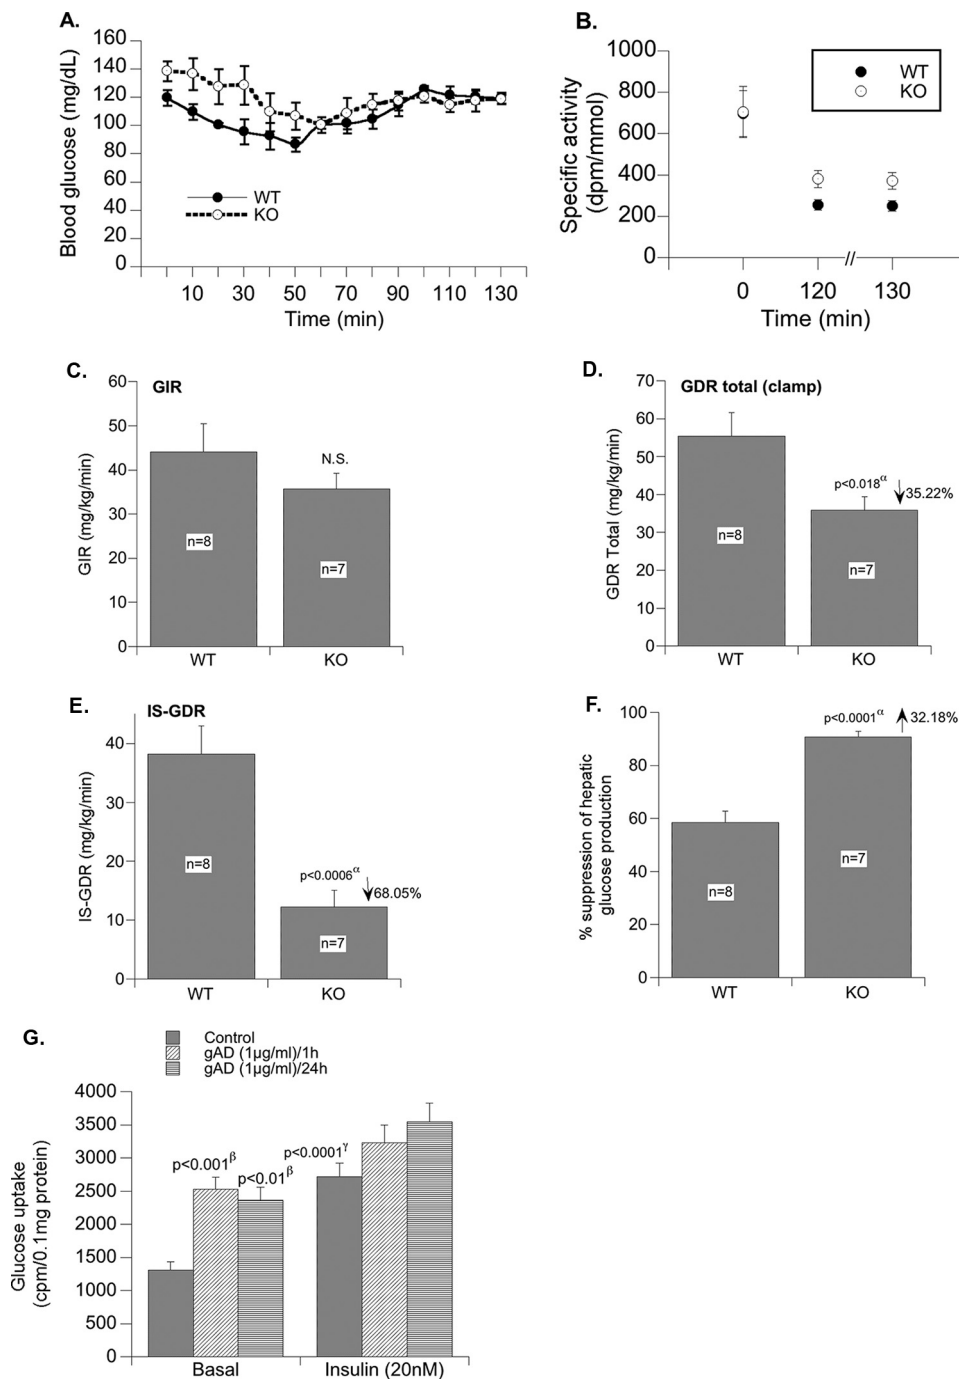 A.
Blood glucose (mg/dL)
160
140
120
100
80
60
40
20
0
WT
KO
10 30 50 70 90 110 130
Time (min)
B.
Specific activity
(dpm/mmol)
1000
800
600
400
200
0
WT
KO
0 120 130
Time (min)
C.
GIR
GIR (mg/kg/min)
60
50
40
30
20
10
0
N.S.
n=8
n=7
WT KO
D.
GDR total (clamp)
GDR Total (mg/kg/min)
70
60
50
40
30
20
10
0
p<0.018α
35.22%
n=8
n=7
WT KO
E.
IS-GDR
IS-GDR (mg/kg/min)
40
30
20
10
0
p<0.0006α
68.05%
n=8
n=7
WT KO
F.
% suppression of hepatic
glucose production
100
80
60
40
20
0
p<0.0001α
32.18%
n=7
n=8
WT KO
G.
Control
gAD (1µg/ml)/1h
gAD (1µg/ml)/24h
Glucose uptake
(cpm/0.1mg protein)
4000
3500
3000
2500
2000
1500
1000
500
0
p<0.001β
p<0.01β
p<0.0001γ
Basal Insulin (20nM)